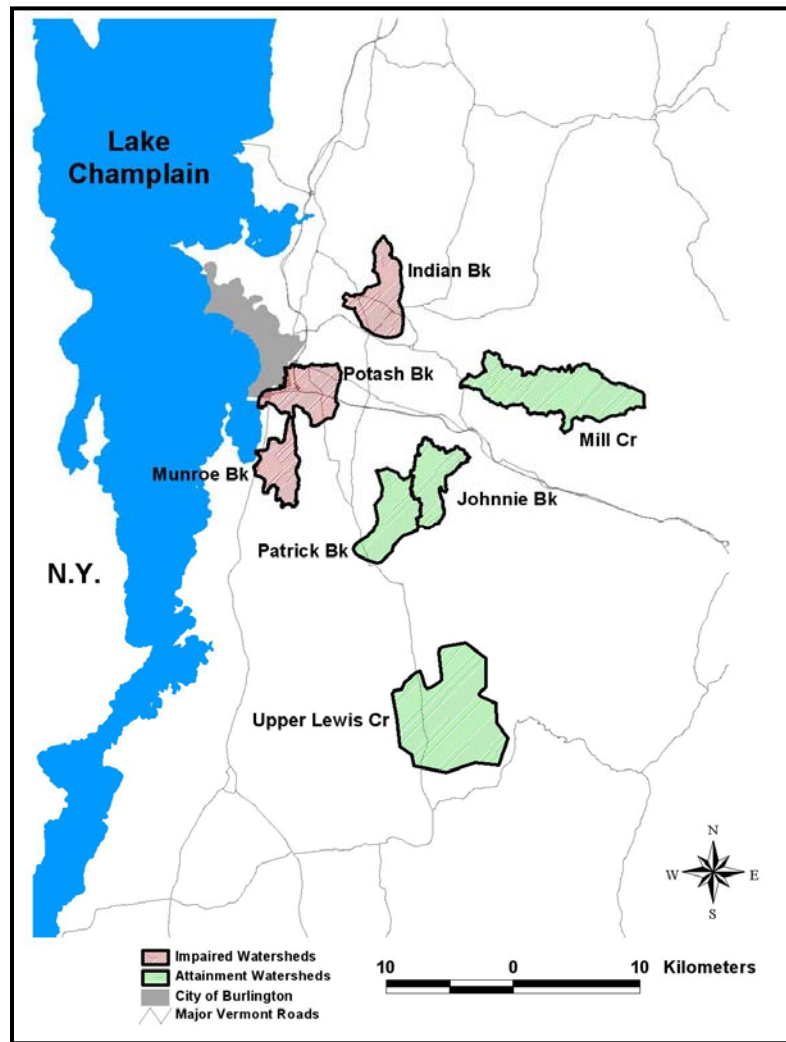 Lake
Champlain
Indian Bk
Potash Bk
Mill Cr
Munroe Bk
Johnnie Bk
Patrick Bk
N.Y.
Upper Lewis Cr
N
W E
S
Impaired Watersheds
Attainment Watersheds
City of Burlington
Major Vermont Roads
10 0 10 Kilometers